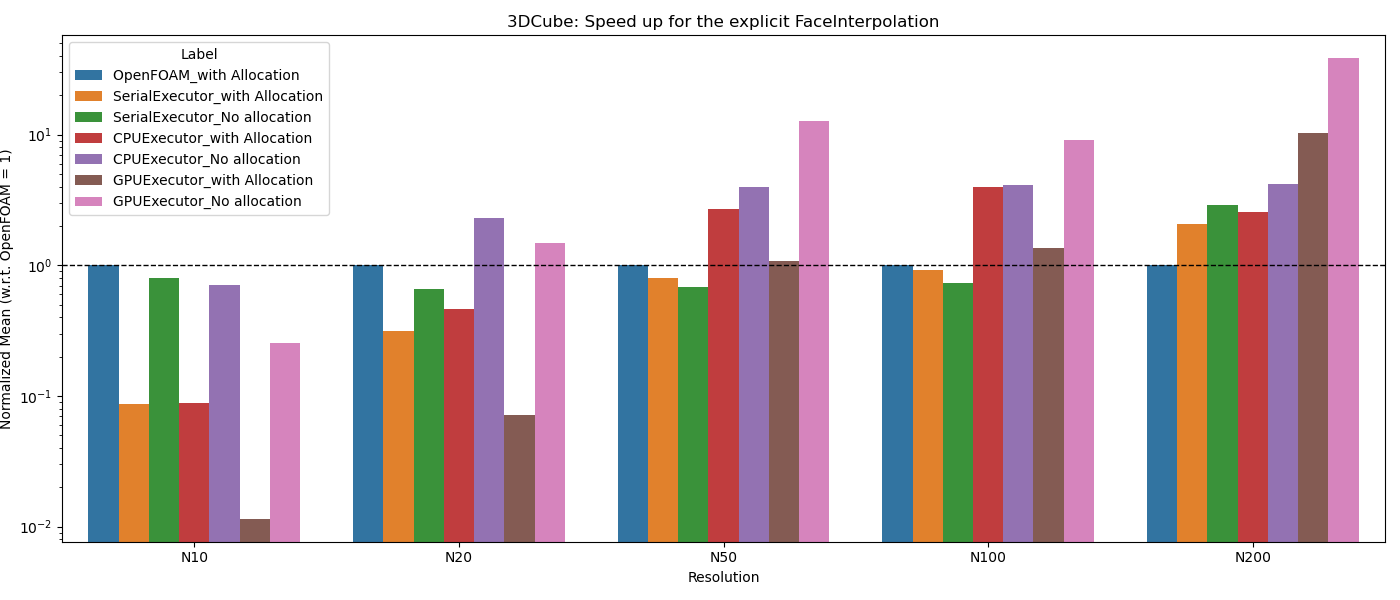 3DCube: Speed up for the explicit FaceInterpolation
Normalized Mean (w.r.t. OpenFOAM = 1)
10¹
10⁰
10⁻¹
10⁻²
Label
OpenFOAM_with Allocation
SerialExecutor_with Allocation
SerialExecutor_No allocation
CPUExecutor_with Allocation
CPUExecutor_No allocation
GPUExecutor_with Allocation
GPUExecutor_No allocation
N10 N20 N50 N100 N200
Resolution